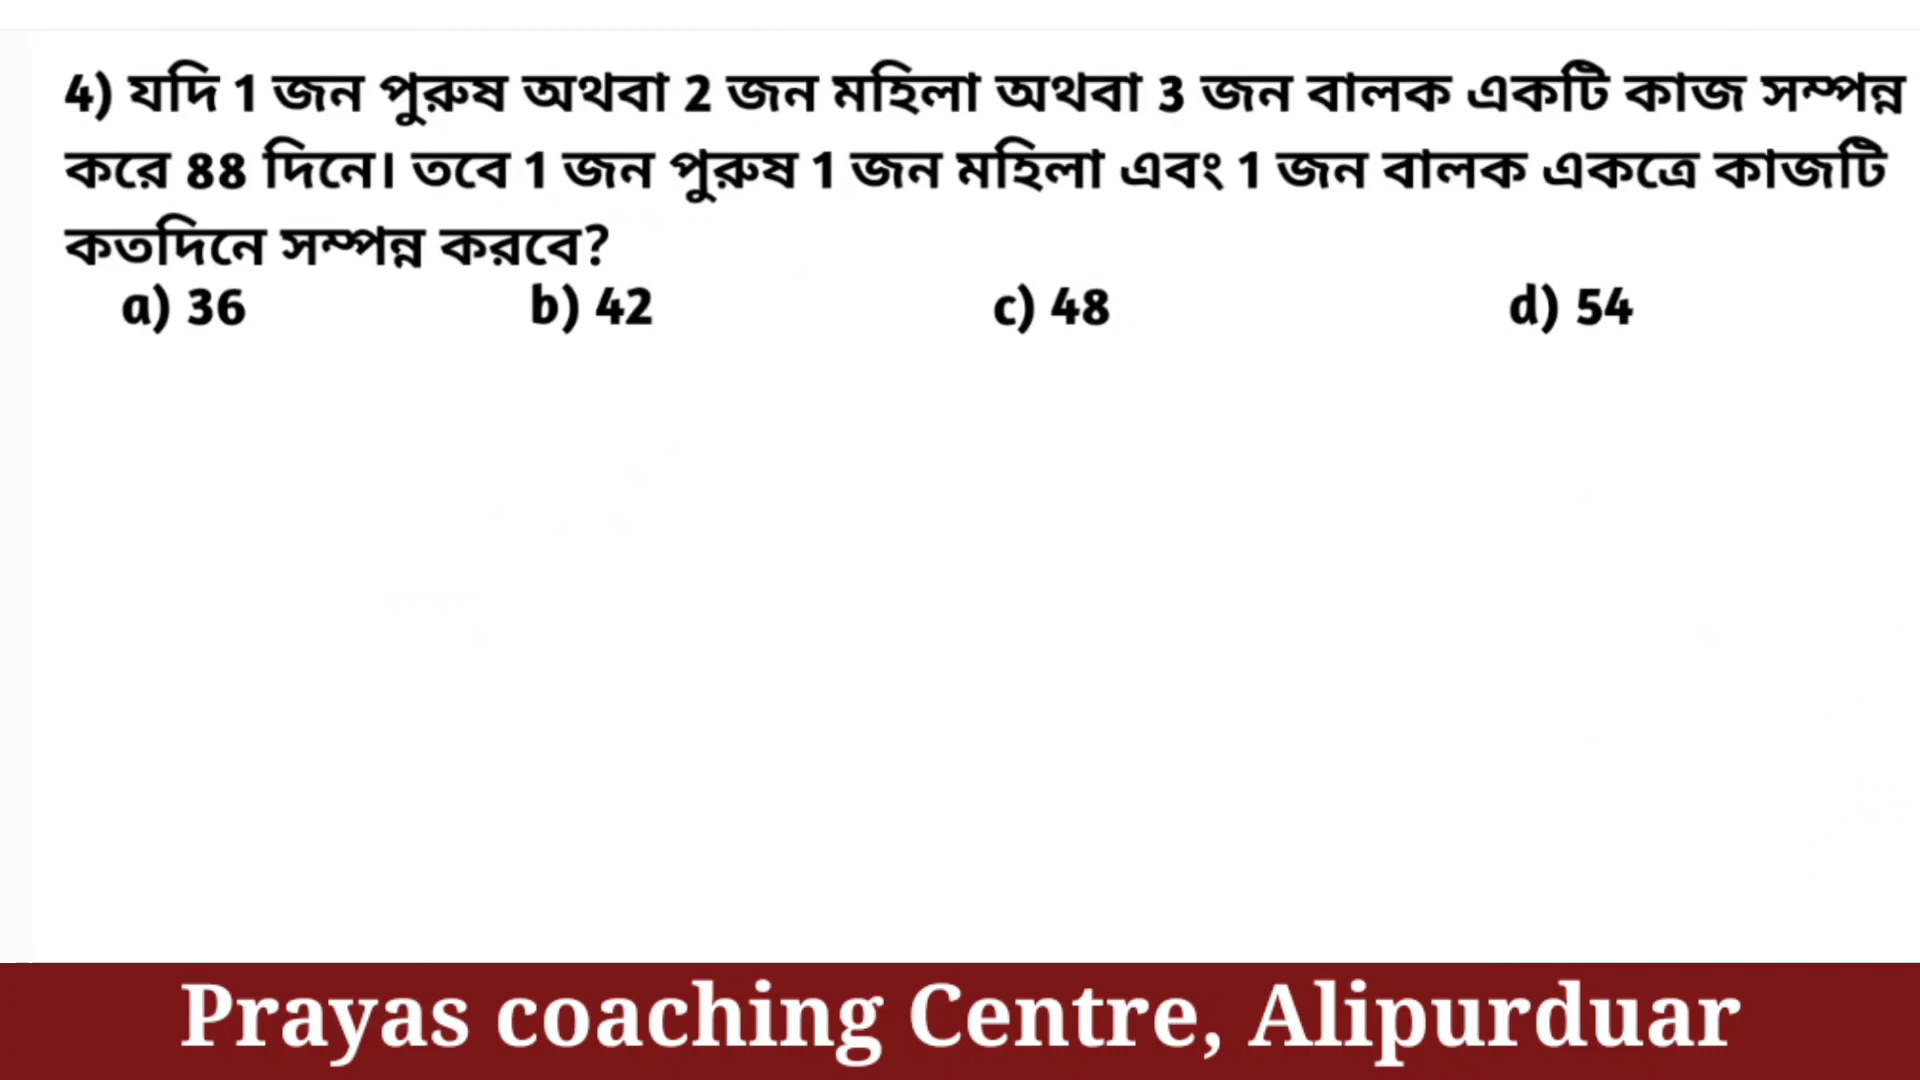 4) যদি 1 জন পুরুষ অথবা 2 জন মহিলা অথবা 3 জন বালক একটি কাজ সম্পন্ন
করে 88 দিনে। তবে 1 জন পুরুষ 1 জন মহিলা এবং 1 জন বালক একত্রে কাজটি
কতদিনে সম্পন্ন করবে?
a) 36 b) 42 c) 48 d) 54
Prayas coaching Centre, Alipurduar